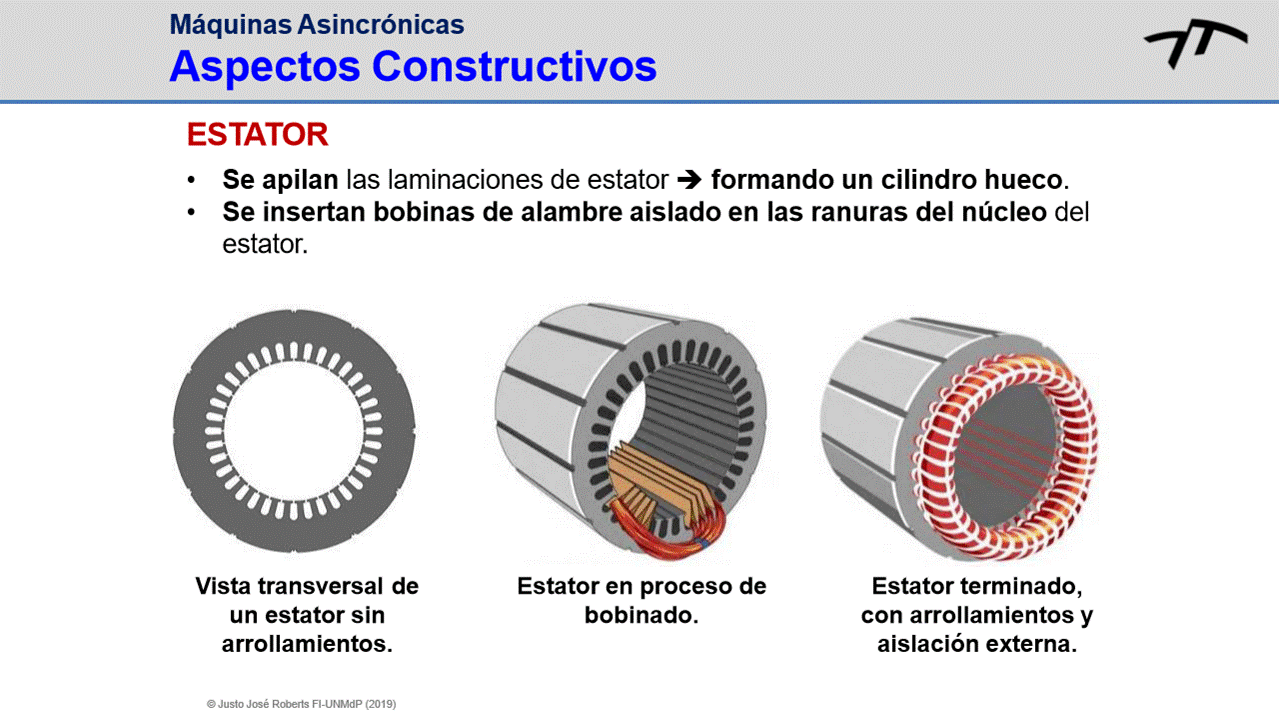 Máquinas Asincrónicas
Aspectos Constructivos
ESTATOR
• Se apilan las laminaciones de estator ➔ formando un cilindro hueco.
• Se insertan bobinas de alambre aislado en las ranuras del núcleo del
estator.
Vista transversal de
un estator sin
arrollamientos.
Estator en proceso de
bobinado.
Estator terminado,
con arrollamientos y
aislación externa.
© Justo José Roberts FI-UNMdP (2019)